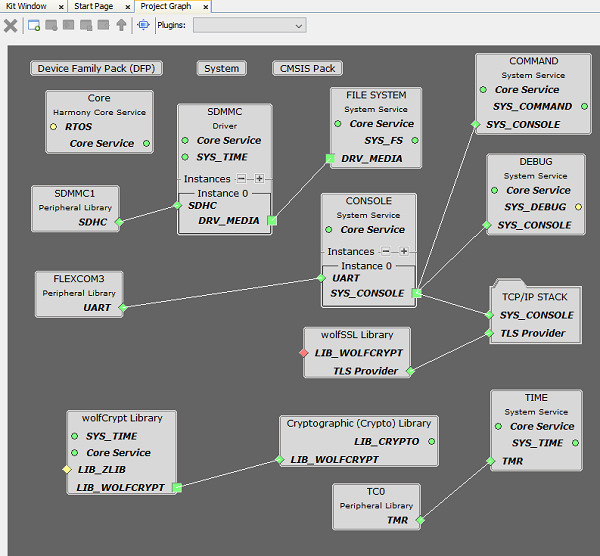 Kit Window x Start Page x Project Graph x
Plugins:
Device Family Pack (DFP) System CMSIS Pack
Core
Harmony Core Service
RTOS
Core Service
SDMMC
Driver
Core Service
SYS_TIME
Instances
Instance 0
SDHC
DRV_MEDIA
FILE SYSTEM
System Service
Core Service
SYS_FS
DRV_MEDIA
COMMAND
System Service
Core Service
SYS_COMMAND
SYS_CONSOLE
DEBUG
System Service
Core Service
SYS_DEBUG
SYS_CONSOLE
SDMMC1
Peripheral Library
SDHC
CONSOLE
System Service
Core Service
Instances
Instance 0
UART
SYS_CONSOLE
FLEXCOM3
Peripheral Library
UART
TCP/IP STACK
SYS_CONSOLE
TLS Provider
wolfSSL Library
LIB_WOLFCRYPT
TLS Provider
wolfCrypt Library
SYS_TIME
Core Service
LIB_ZLIB
LIB_WOLFCRYPT
Cryptographic (Crypto) Library
LIB_CRYPTO
LIB_WOLFCRYPT
TIME
System Service
Core Service
SYS_TIME
TMR
TC0
Peripheral Library
TMR